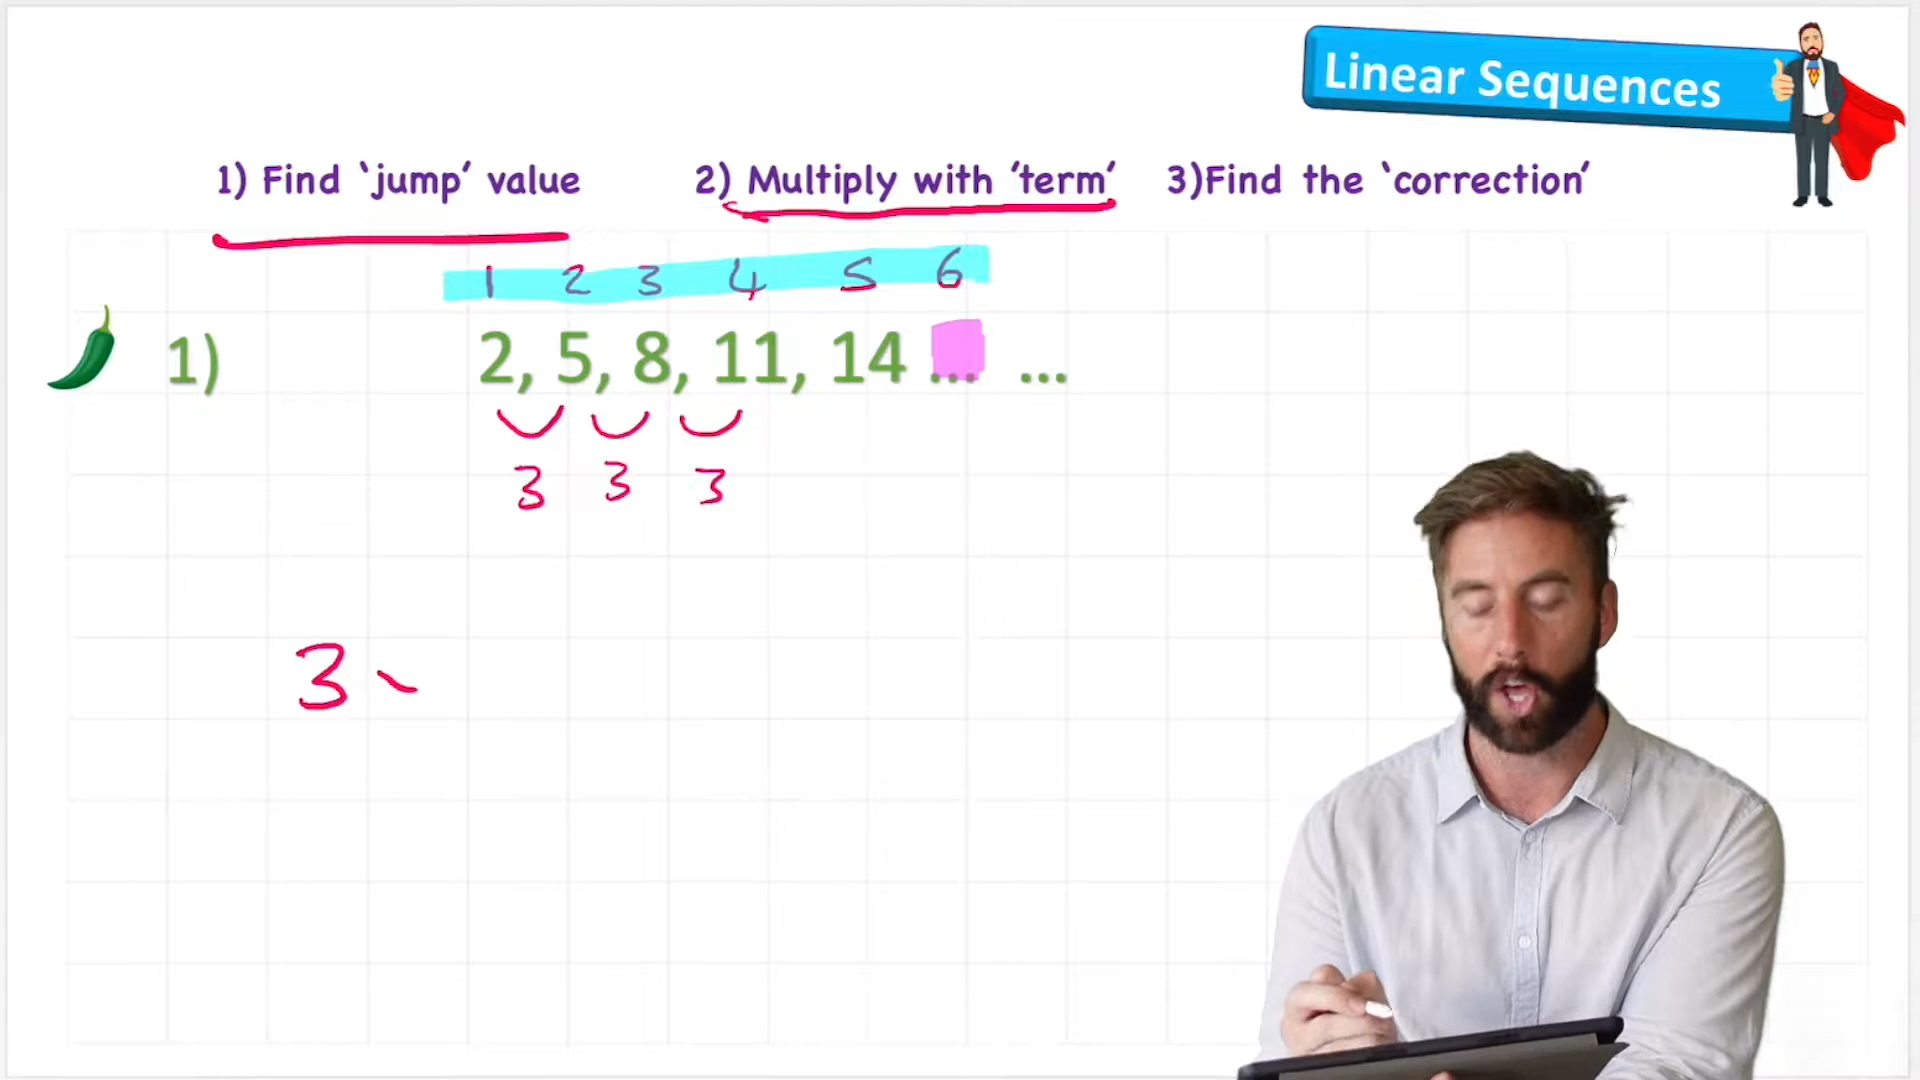 Linear Sequences
1) Find ‘jump’ value 2) Multiply with ’term’ 3)Find the ‘correction’
1 2 3 4 5 6
1) 2, 5, 8, 11, 14 ... ...
3 3 3
3